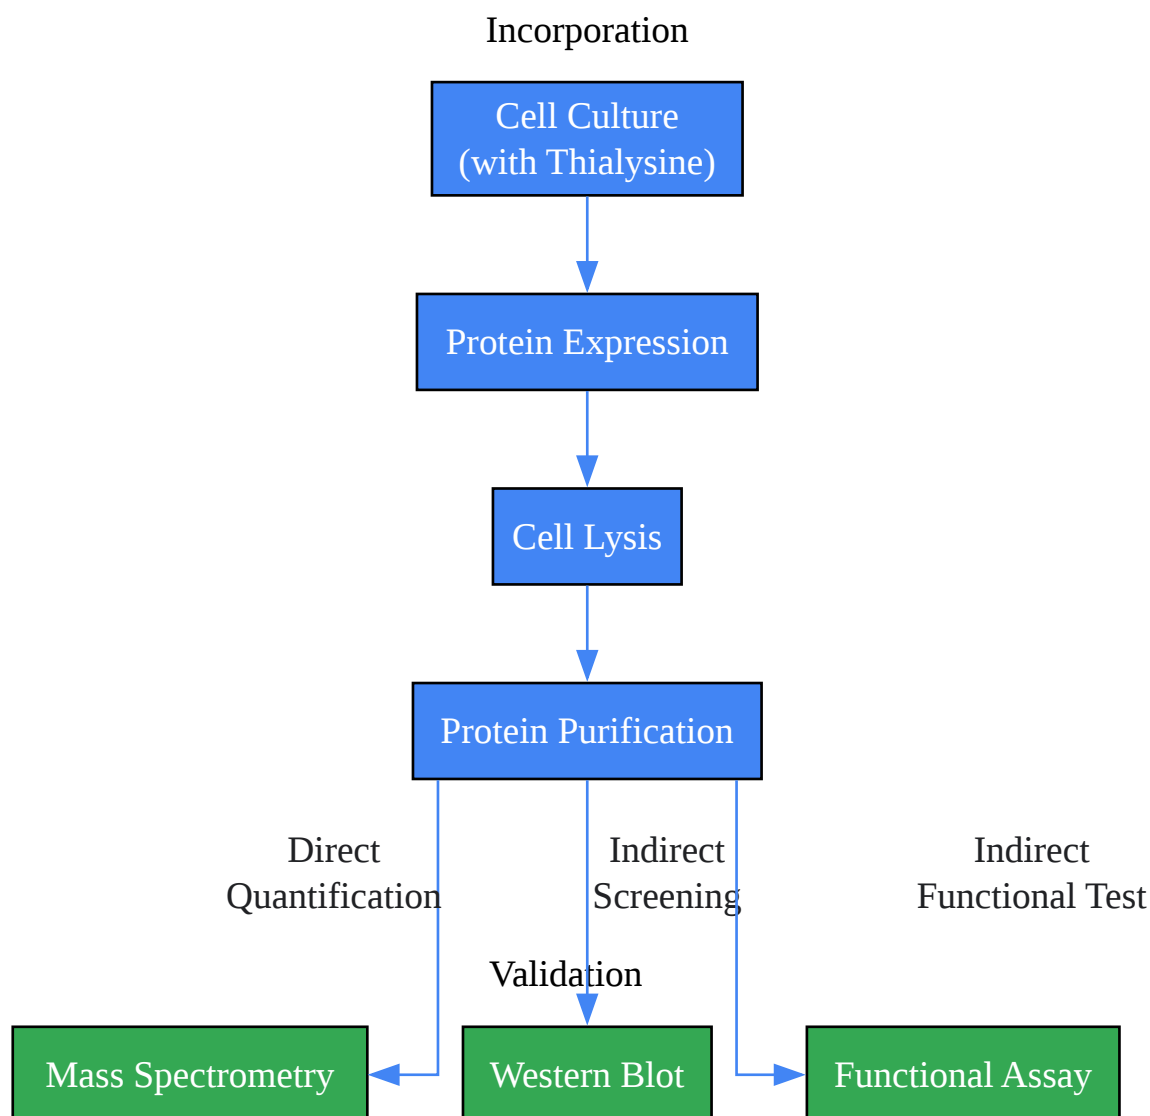 Incorporation
Cell Culture
(with Thialysine)
Protein Expression
Cell Lysis
Protein Purification
Direct
Quantification
Indirect
Screening
Indirect
Functional Test
Validation
Mass Spectrometry
Western Blot
Functional Assay